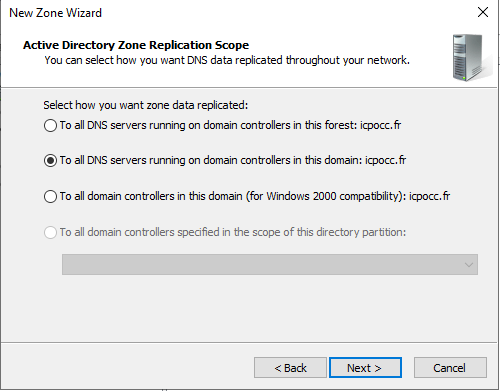 New Zone Wizard
Active Directory Zone Replication Scope
You can select how you want DNS data replicated throughout your network.
Select how you want zone data replicated:
To all DNS servers running on domain controllers in this forest: icpocc.fr
To all DNS servers running on domain controllers in this domain: icpocc.fr
To all domain controllers in this domain (for Windows 2000 compatibility): icpocc.fr
To all domain controllers specified in the scope of this directory partition:
< Back
Next >
Cancel